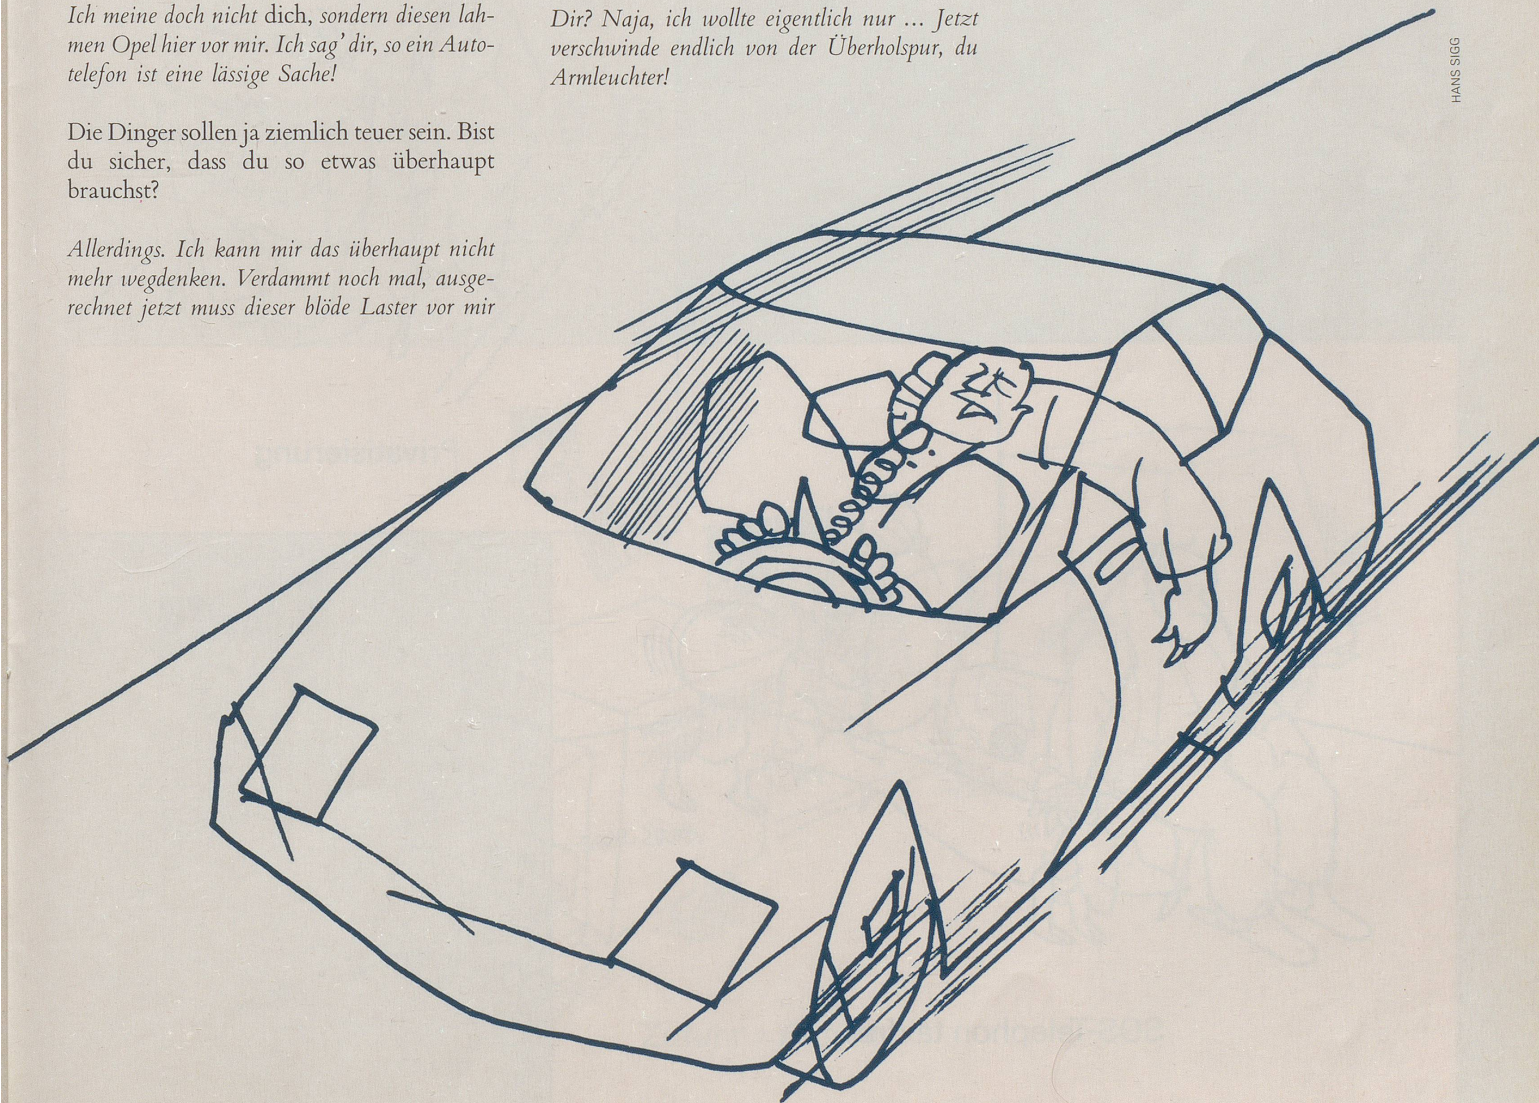 Ich meine doch nicht dich, sondern diesen lah-
men Opel hier vor mir. Ich sag' dir, so ein Auto-
telefon ist eine lässige Sache!
Die Dinger sollen ja ziemlich teuer sein. Bist
du sicher, dass du so etwas überhaupt
brauchst?
Allerdings. Ich kann mir das überhaupt nicht
mehr wegdenken. Verdammt noch mal, ausge-
rechnet jetzt muss dieser blöde Laster vor mir
Dir? Naja, ich wollte eigentlich nur ... Jetzt
verschwinde endlich von der Überholspur, du
Armleuchter!
HANS SIGG